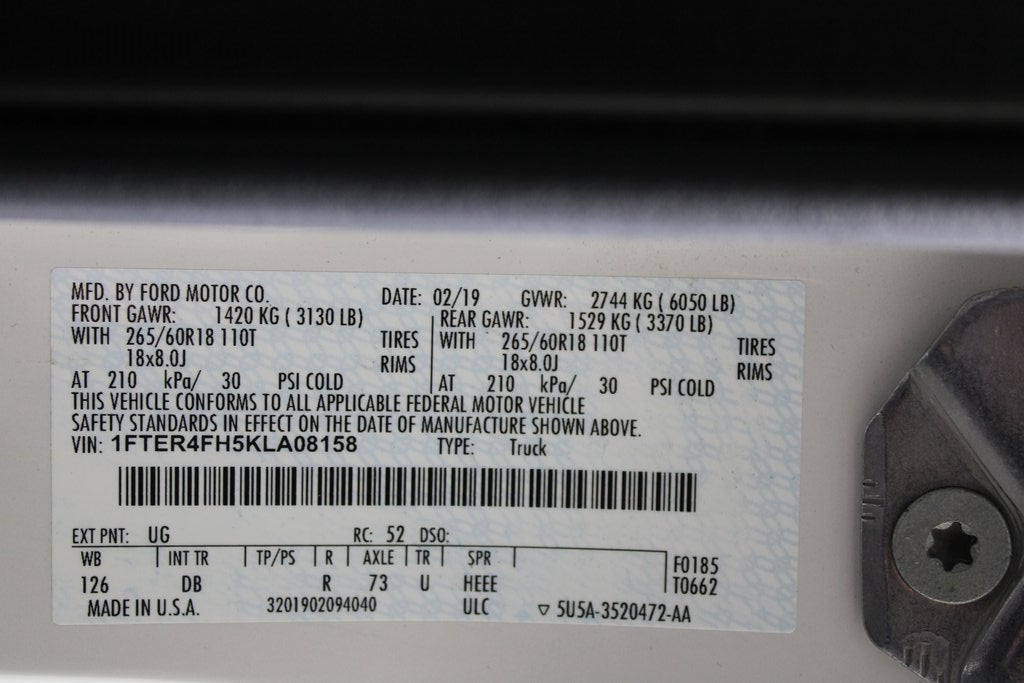 MFD. BY FORD MOTOR CO. DATE: 02/19 GVWR: 2744 KG ( 6050 LB)
FRONT GAWR: 1420 KG ( 3130 LB) REAR GAWR: 1529 KG ( 3370 LB)
WITH 265/60R18 110T TIRES WITH 265/60R18 110T TIRES
18x8.0J RIMS 18x8.0J RIMS
AT 210 kPa/ 30 PSI COLD AT 210 kPa/ 30 PSI COLD
THIS VEHICLE CONFORMS TO ALL APPLICABLE FEDERAL MOTOR VEHICLE
SAFETY STANDARDS IN EFFECT ON THE DATE OF MANUFACTURE SHOWN ABOVE.
VIN: 1FTER4FH5KLA08158 TYPE: Truck
EXT PNT: UG RC: 52 DSO:
WB INT TR TP/PS R AXLE TR SPR F0185
126 DB R 73 U HEEE T0662
MADE IN U.S.A. 3201902094040 ULC ▽ 5U5A-3520472-AA